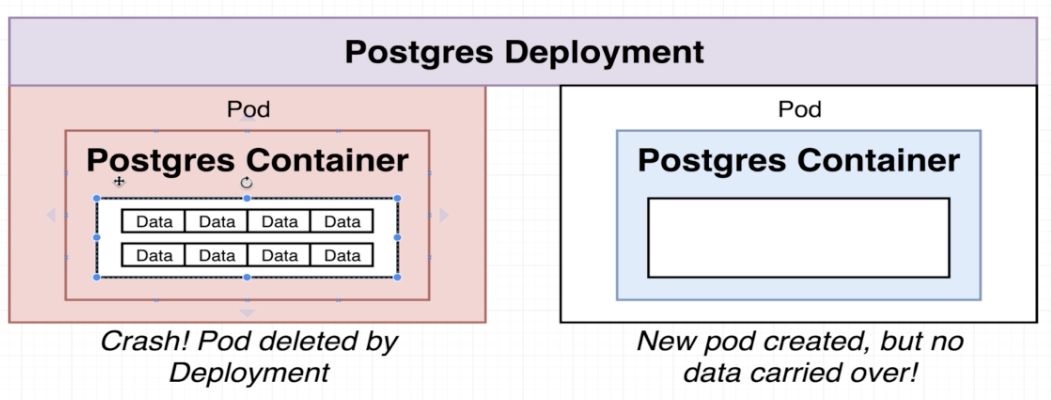 Postgres Deployment
Pod
Postgres Container
Data Data Data Data
Data Data Data Data
Crash! Pod deleted by
Deployment
Pod
Postgres Container
New pod created, but no
data carried over!